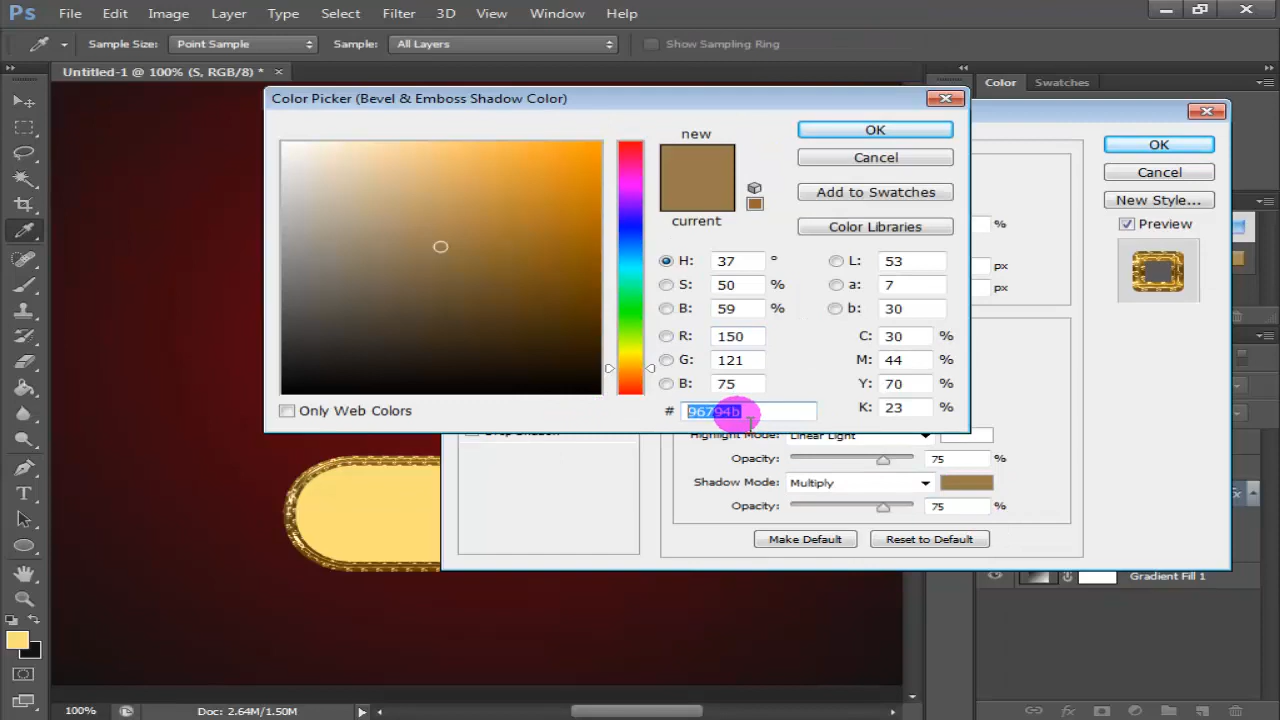 Ps File Edit Image Layer Type Select Filter 3D View Window Help
Sample Size: Point Sample Sample: All Layers Show Sampling Ring
Untitled-1 @ 100% (S, RGB/8) * × Color Swatches
Color Picker (Bevel & Emboss Shadow Color)
new
OK
Cancel
Add to Swatches
current
Color Libraries
OK
Cancel
New Style...
Preview
%
px
px
H: 37 ° L: 53
S: 50 % a: 7
B: 59 % b: 30
R: 150 C: 30 %
G: 121 M: 44 %
B: 75 Y: 70 %
# 96794b K: 23 %
Only Web Colors
Highlight Mode: Linear Light
Opacity: 75 %
Shadow Mode: Multiply
Opacity: 75 %
Make Default Reset to Default
Gradient Fill 1
fx
100% Doc: 2.64M/1.50M
fx